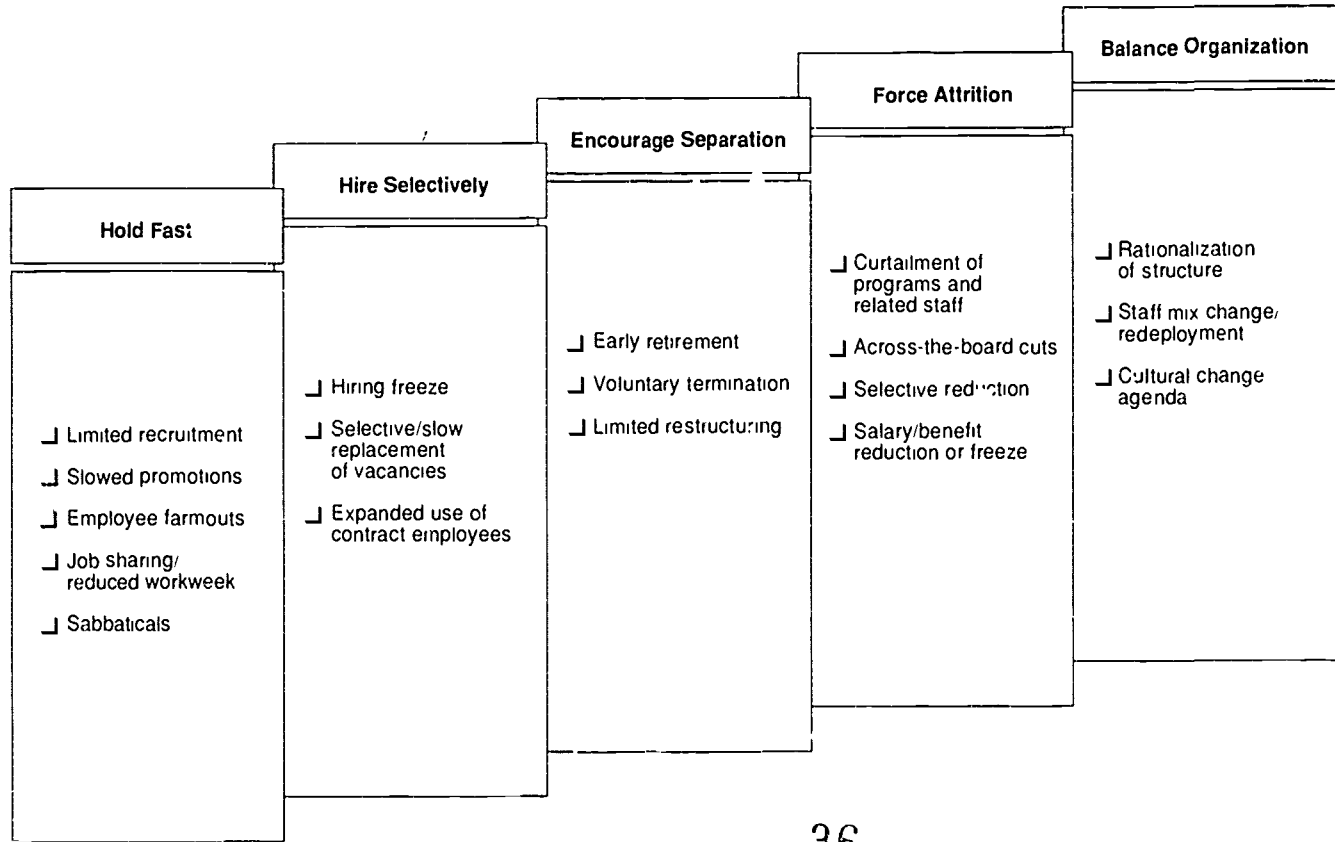 Hold Fast
Limited recruitment
Slowed promotions
Employee farmouts
Job sharing/
reduced workweek
Sabbaticals
Hire Selectively
Hiring freeze
Selective/slow
replacement
of vacancies
Expanded use of
contract employees
Encourage Separation
Early retirement
Voluntary termination
Limited restructuring
Force Attrition
Curtailment of
programs and
related staff
Across-the-board cuts
Selective reduction
Salary/benefit
reduction or freeze
Balance Organization
Rationalization
of structure
Staff mix change/
redeployment
Cultural change
agenda
36